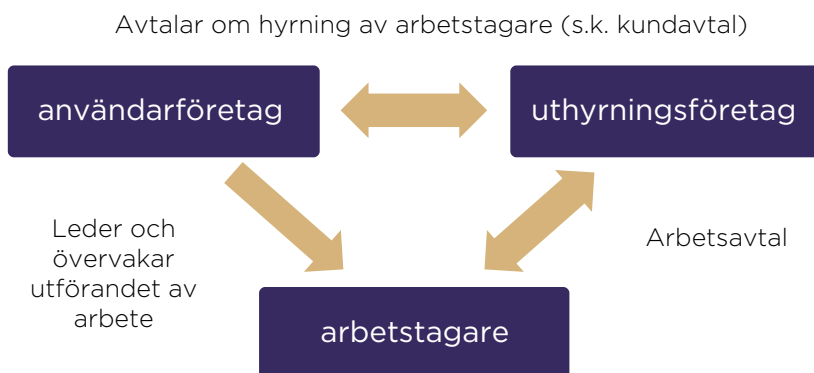 Avtalar om hyrning av arbetstagare (s.k. kundavtal)
användarföretag
uthyrningsföretag
Leder och
övervakar
utförandet av
arbete
Arbetsavtal
arbetstagare